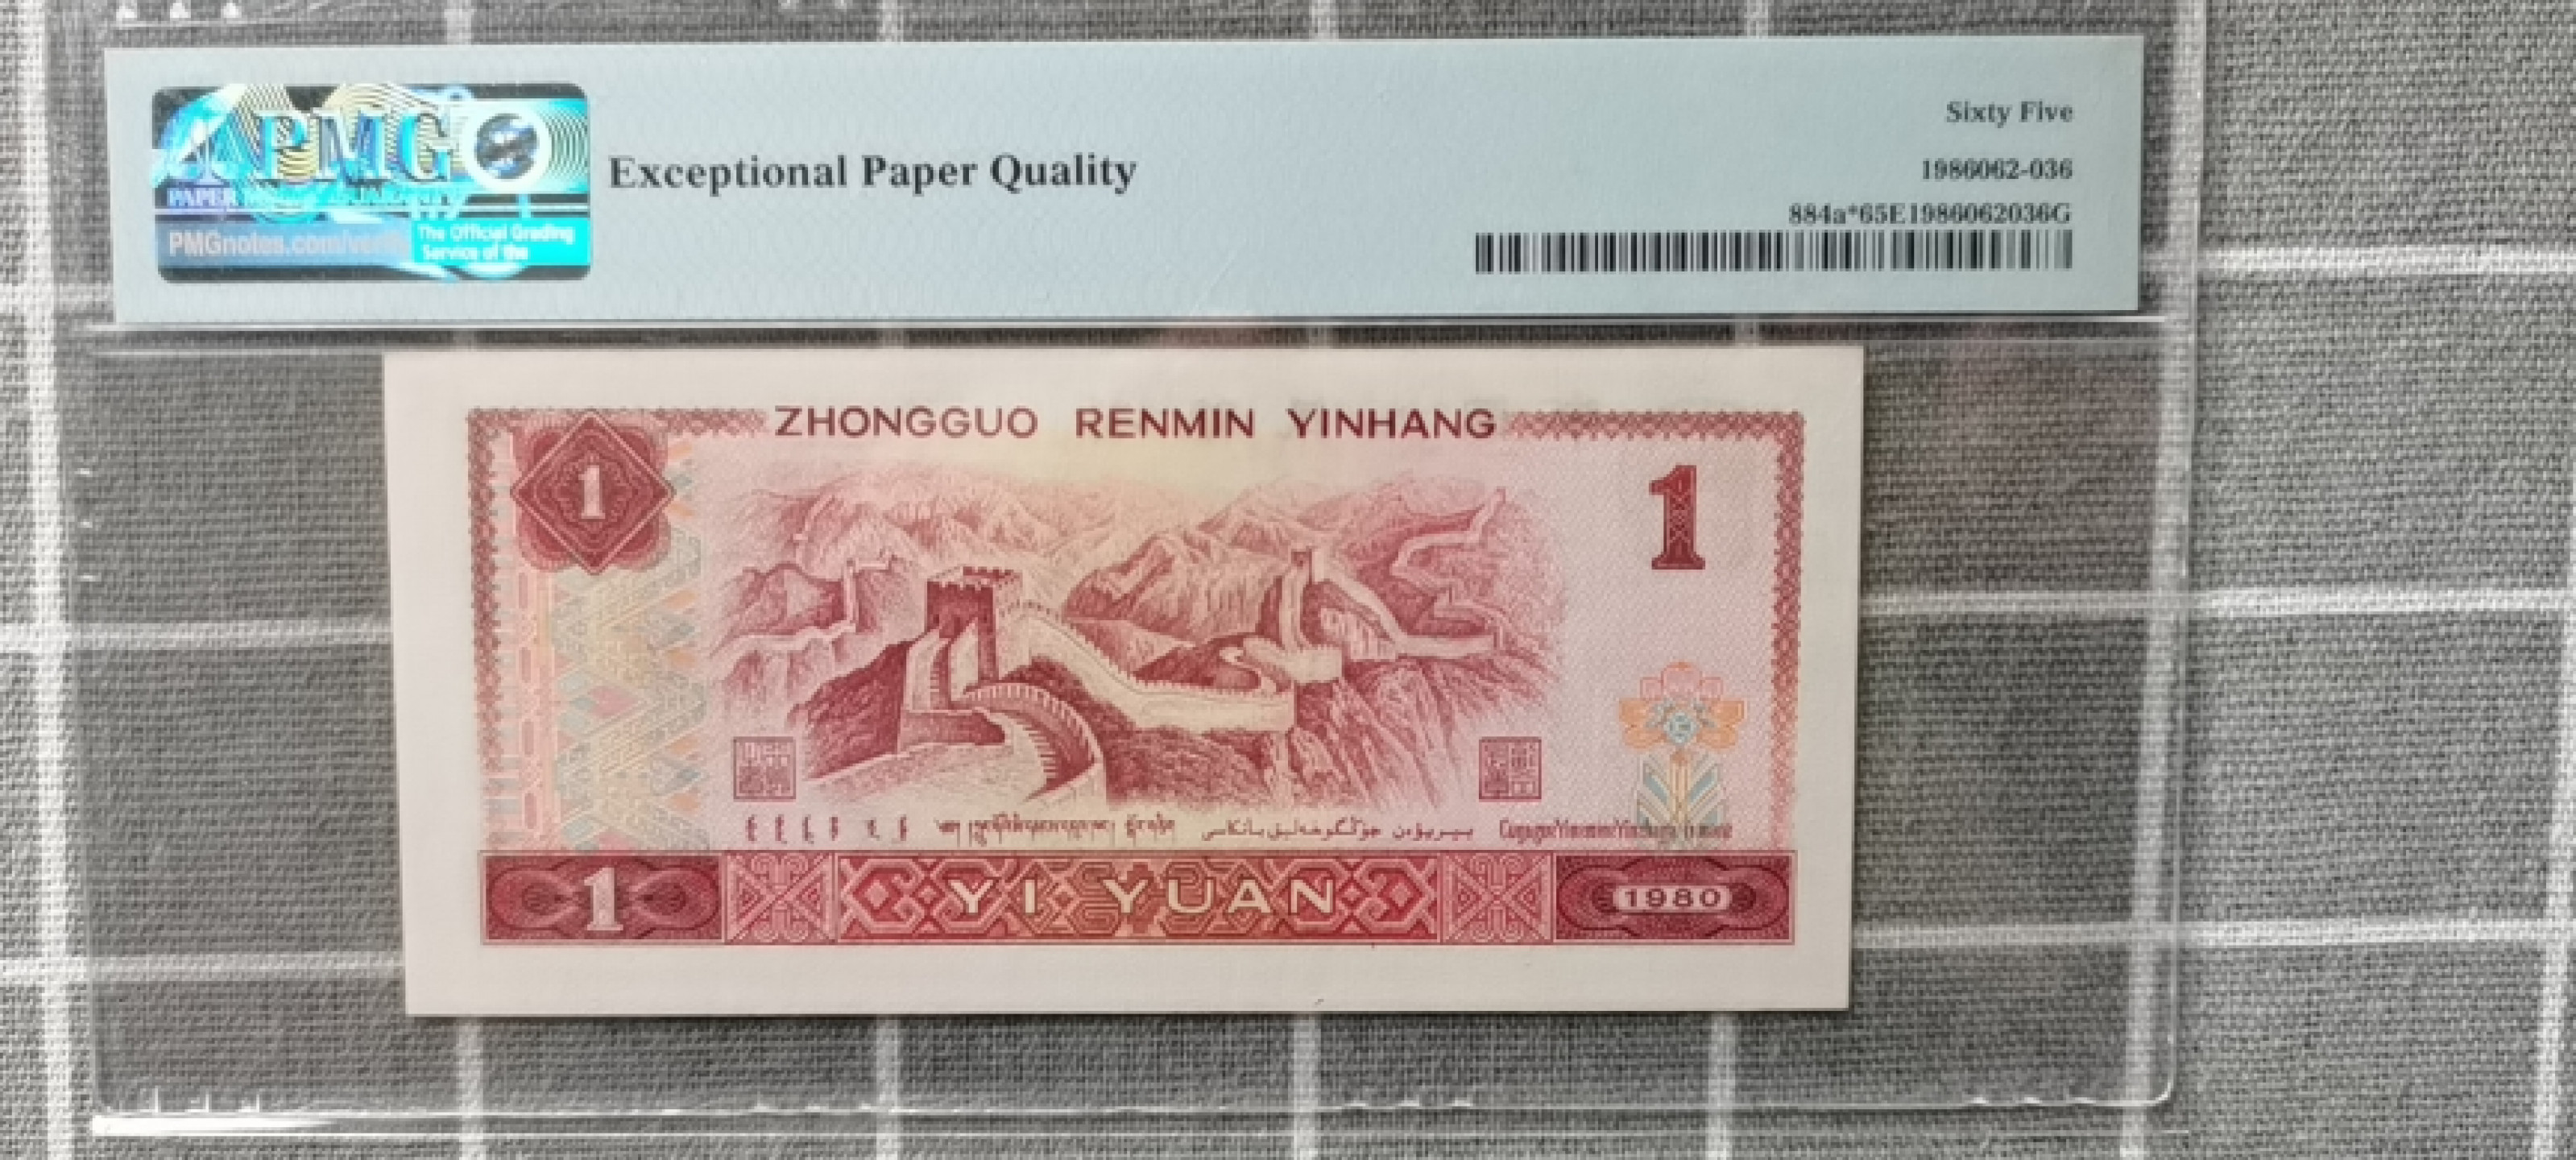 PMG
PAPER
PMGnotes.com/verify
The Official Grading
Service of the
Exceptional Paper Quality
Sixty Five
1986062-036
884a*65E1986062036G
ZHONGGUO RENMIN YINHANG
1
1
1
YI YUAN
1980